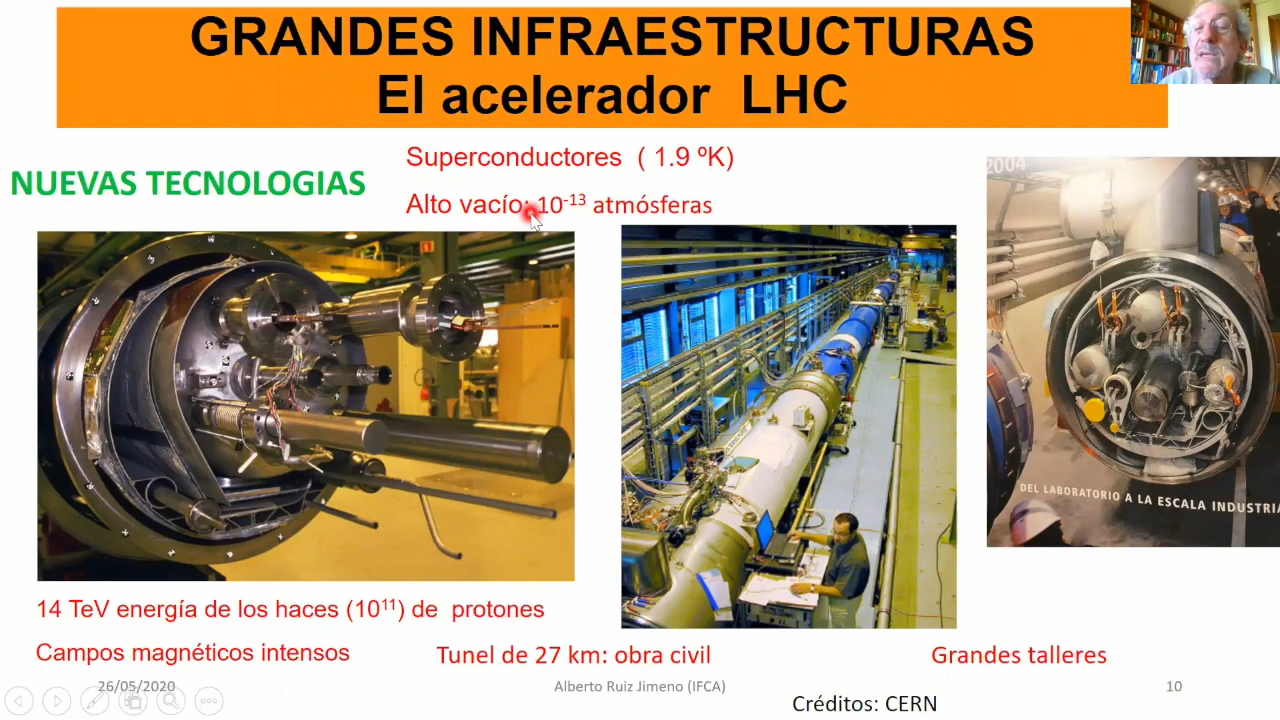 GRANDES INFRAESTRUCTURAS
El acelerador LHC
NUEVAS TECNOLOGIAS
Superconductores ( 1.9 ºK)
Alto vacío: 10⁻¹³ atmósferas
2004
DEL LABORATORIO A LA ESCALA INDUSTRIA
14 TeV energía de los haces (10¹¹) de protones
Campos magnéticos intensos
Tunel de 27 km: obra civil
Grandes talleres
26/05/2020
Alberto Ruiz Jimeno (IFCA)
10
Créditos: CERN